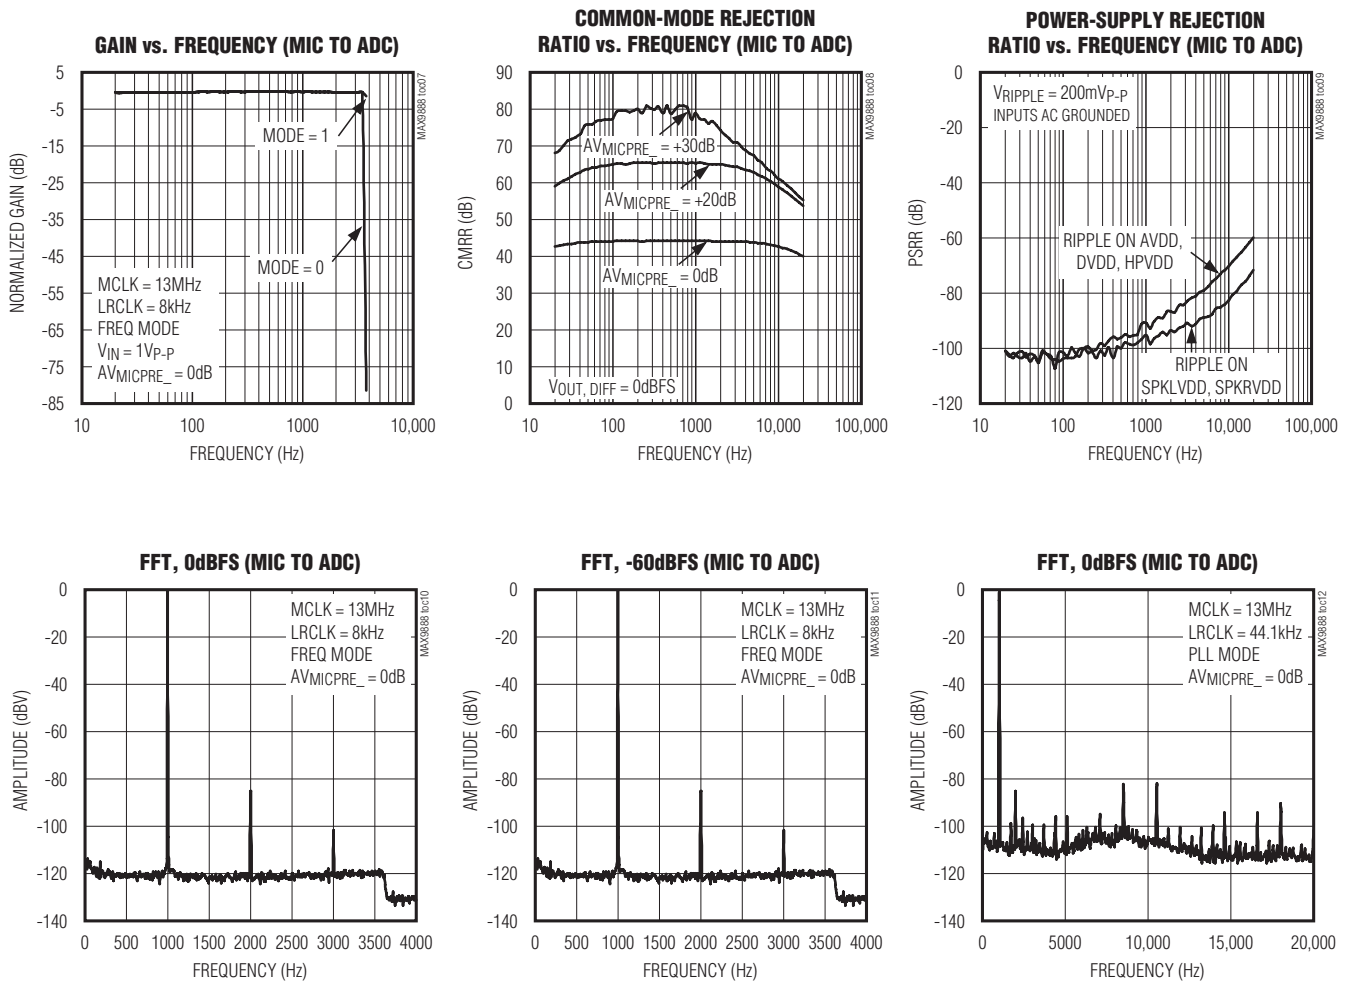 GAIN vs. FREQUENCY (MIC TO ADC)
MAX9888 toc07
NORMALIZED GAIN (dB)
5
-5
-15
-25
-35
-45
-55
-65
-75
-85
MODE = 1
MODE = 0
MCLK = 13MHz
LRCLK = 8kHz
FREQ MODE
VIN = 1VP-P
AVMICPRE_ = 0dB
10 100 1000 10,000
FREQUENCY (Hz)
COMMON-MODE REJECTION
RATIO vs. FREQUENCY (MIC TO ADC)
MAX9888 toc08
CMRR (dB)
90
80
70
60
50
40
30
20
10
0
AVMICPRE_ = +30dB
AVMICPRE_ = +20dB
AVMICPRE_ = 0dB
VOUT, DIFF = 0dBFS
10 100 1000 10,000 100,000
FREQUENCY (Hz)
POWER-SUPPLY REJECTION
RATIO vs. FREQUENCY (MIC TO ADC)
MAX9888 toc09
PSRR (dB)
0
-20
-40
-60
-80
-100
-120
VRIPPLE = 200mVP-P
INPUTS AC GROUNDED
RIPPLE ON AVDD,
DVDD, HPVDD
RIPPLE ON
SPKLVDD, SPKRVDD
10 100 1000 10,000 100,000
FREQUENCY (Hz)
FFT, 0dBFS (MIC TO ADC)
MAX9888 toc10
AMPLITUDE (dBV)
0
-20
-40
-60
-80
-100
-120
-140
MCLK = 13MHz
LRCLK = 8kHz
FREQ MODE
AVMICPRE_ = 0dB
0 500 1000 1500 2000 2500 3000 3500 4000
FREQUENCY (Hz)
FFT, -60dBFS (MIC TO ADC)
MAX9888 toc11
AMPLITUDE (dBV)
0
-20
-40
-60
-80
-100
-120
-140
MCLK = 13MHz
LRCLK = 8kHz
FREQ MODE
AVMICPRE_ = 0dB
0 500 1000 1500 2000 2500 3000 3500 4000
FREQUENCY (Hz)
FFT, 0dBFS (MIC TO ADC)
MAX9888 toc12
AMPLITUDE (dBV)
0
-20
-40
-60
-80
-100
-120
-140
MCLK = 13MHz
LRCLK = 44.1kHz
PLL MODE
AVMICPRE_ = 0dB
0 5000 10,000 15,000 20,000
FREQUENCY (Hz)